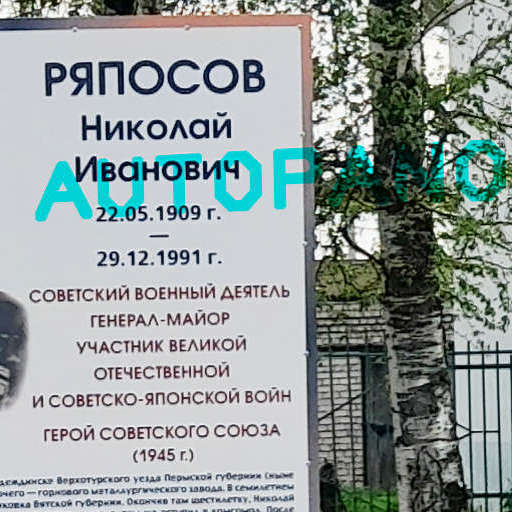 РЯПОСОВ
Николай
Иванович
AUTOPANO
22.05.1909 г.
—
29.12.1991 г.
СОВЕТСКИЙ ВОЕННЫЙ ДЕЯТЕЛЬ
ГЕНЕРАЛ-МАЙОР
УЧАСТНИК ВЕЛИКОЙ
ОТЕЧЕСТВЕННОЙ
И СОВЕТСКО-ЯПОНСКОЙ ВОЙН
ГЕРОЙ СОВЕТСКОГО СОЮЗА
(1945 г.)
Верхотурского уезда Пермской губернии (ныне
— горнового металлургического завода. В семилетнем
Вятской губернии. Окончив там шестилетку, Николай